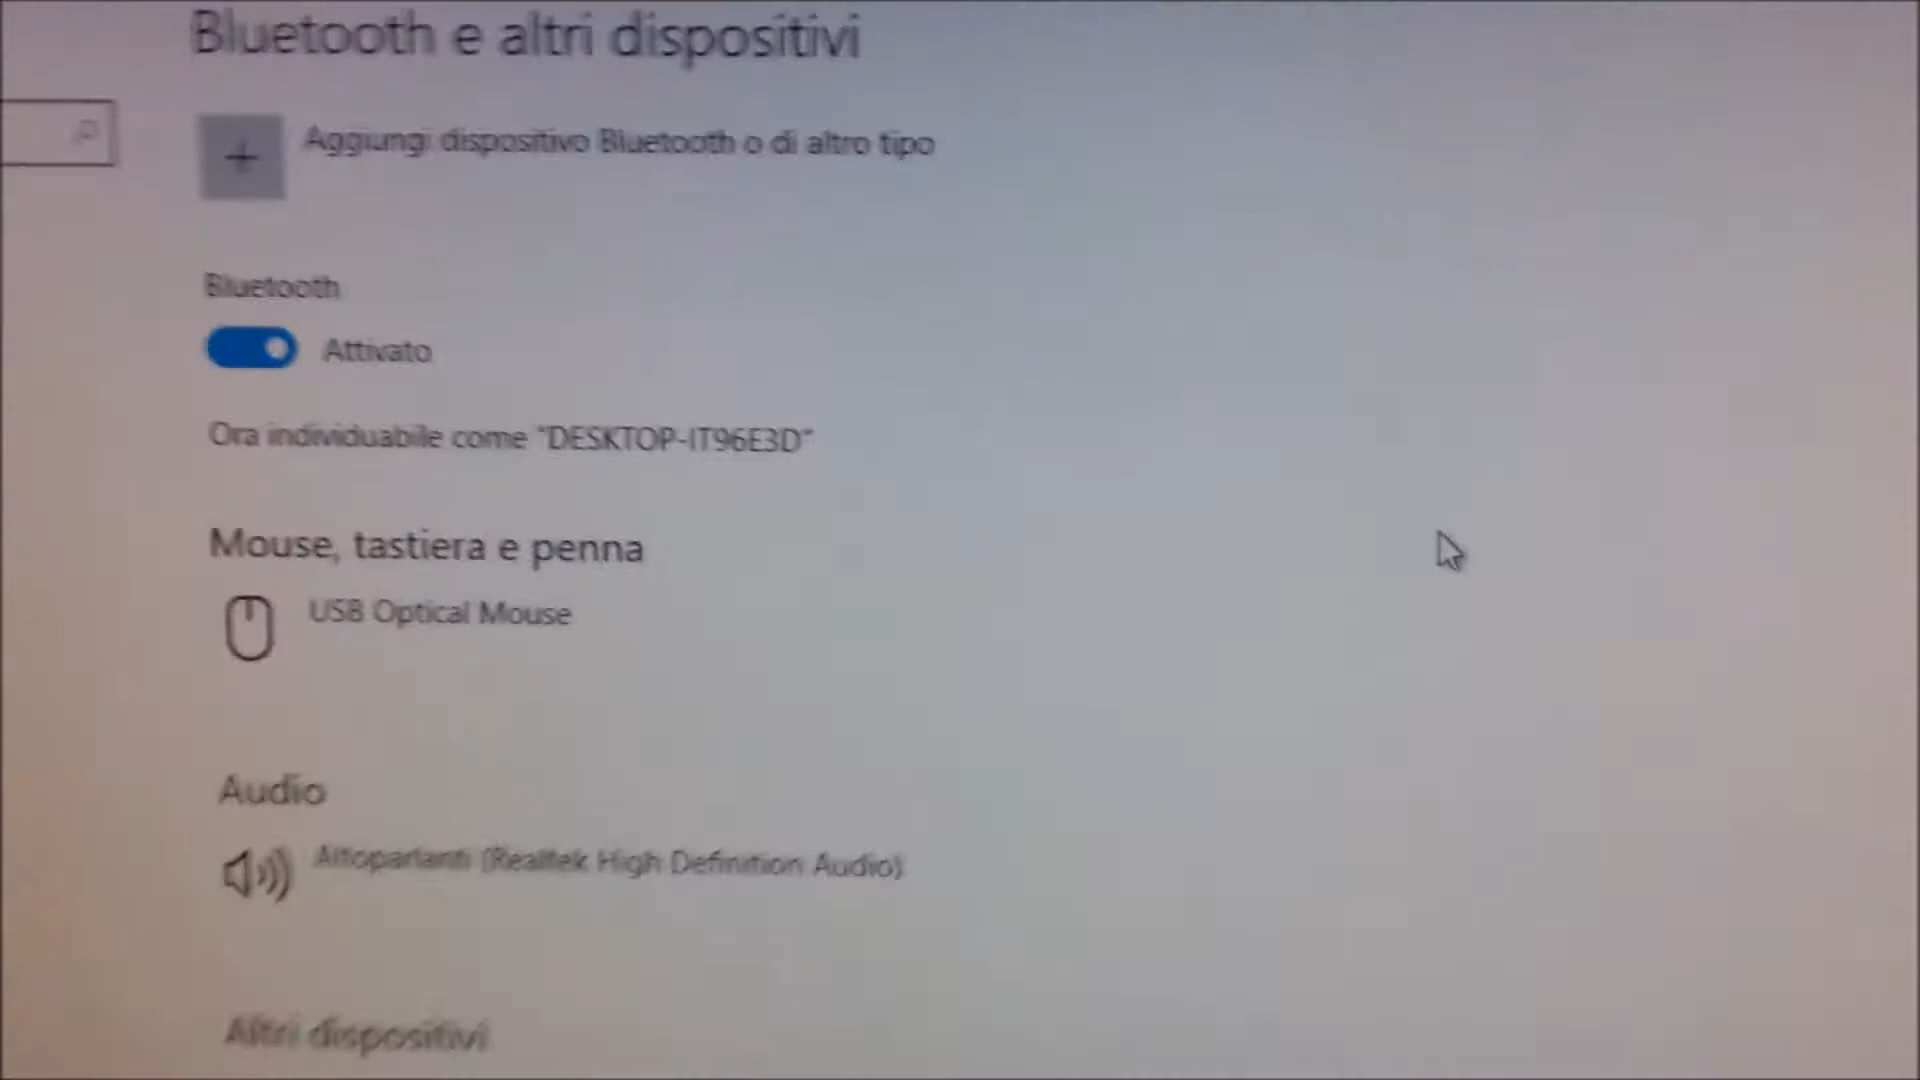 Bluetooth e altri dispositivi
Aggiungi dispositivo Bluetooth o di altro tipo
Bluetooth
Attivato
Ora individuabile come "DESKTOP-IT96E3D"
Mouse, tastiera e penna
USB Optical Mouse
Audio
Altoparlanti (Realtek High Definition Audio)
Altri dispositivi